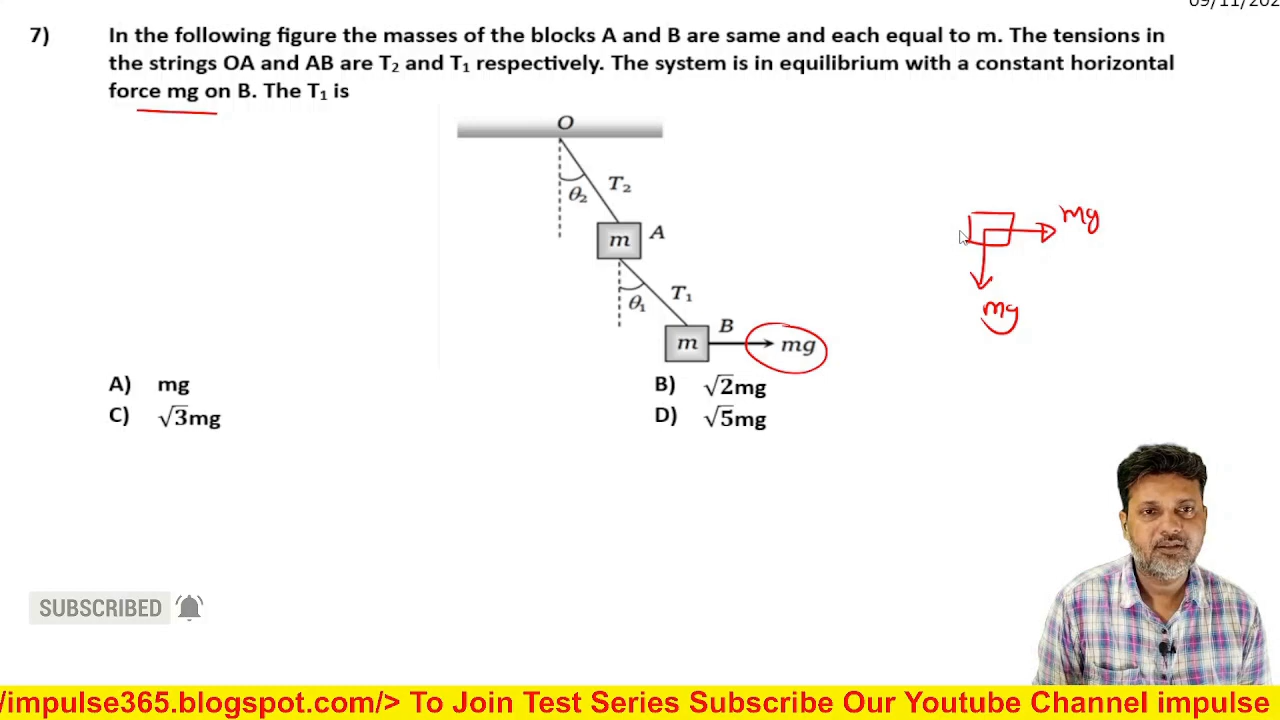 09/11/202
7) In the following figure the masses of the blocks A and B are same and each equal to m. The tensions in
the strings OA and AB are T₂ and T₁ respectively. The system is in equilibrium with a constant horizontal
force mg on B. The T₁ is
O
θ₂ T₂
m A
mg
θ₁ T₁
mg
B
m mg
A) mg B) √2mg
C) √3mg D) √5mg
SUBSCRIBED
/impulse365.blogspot.com/> To Join Test Series Subscribe Our Youtube Channel impulse